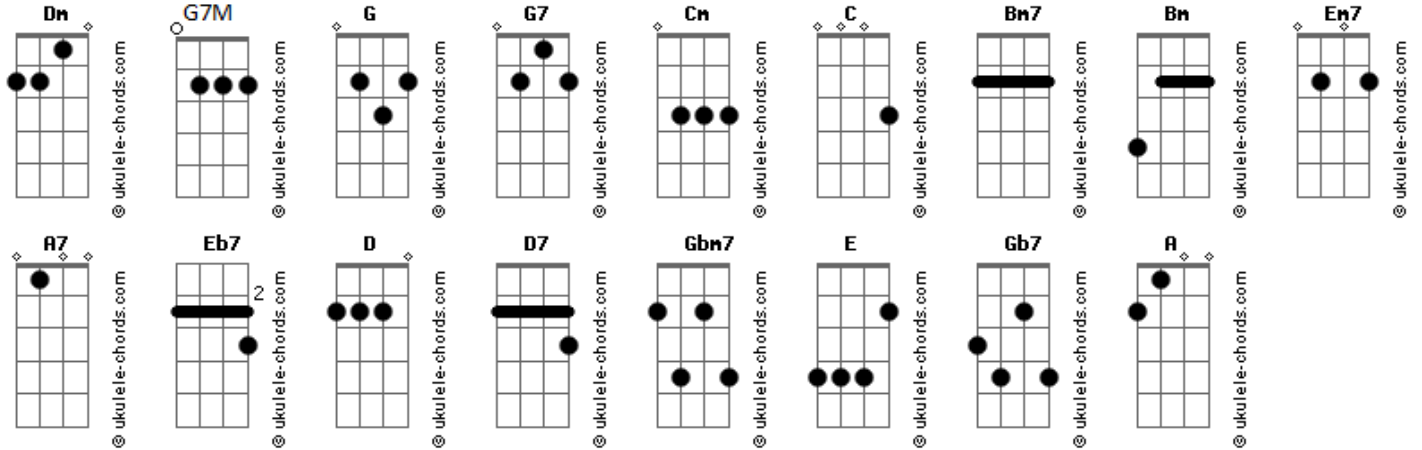 Dm G7M G G7 Cm C Bm7 Bm Em7
© ukulele-chords.com © ukulele-chords.com © ukulele-chords.com © ukulele-chords.com © ukulele-chords.com © ukulele-chords.com © ukulele-chords.com © ukulele-chords.com © ukulele-chords.com
A7 Eb7 D D7 Gbm7 E Gb7 A
2
© ukulele-chords.com © ukulele-chords.com © ukulele-chords.com © ukulele-chords.com © ukulele-chords.com © ukulele-chords.com © ukulele-chords.com © ukulele-chords.com